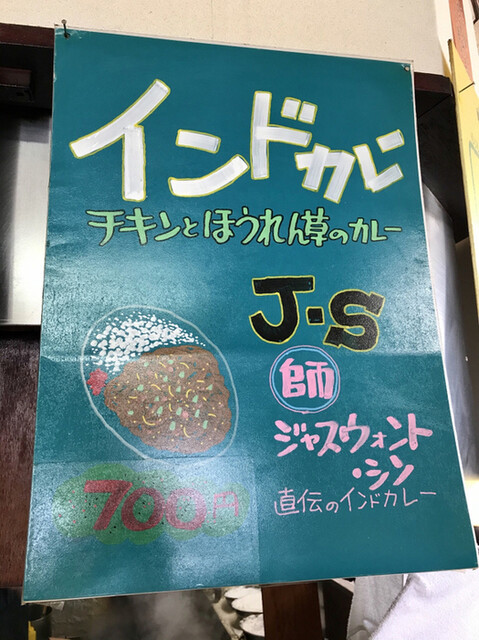 インドカレー
チキンとほうれん草のカレー
J・S
師
ジャスウォント
・シン
直伝のインドカレー
700円